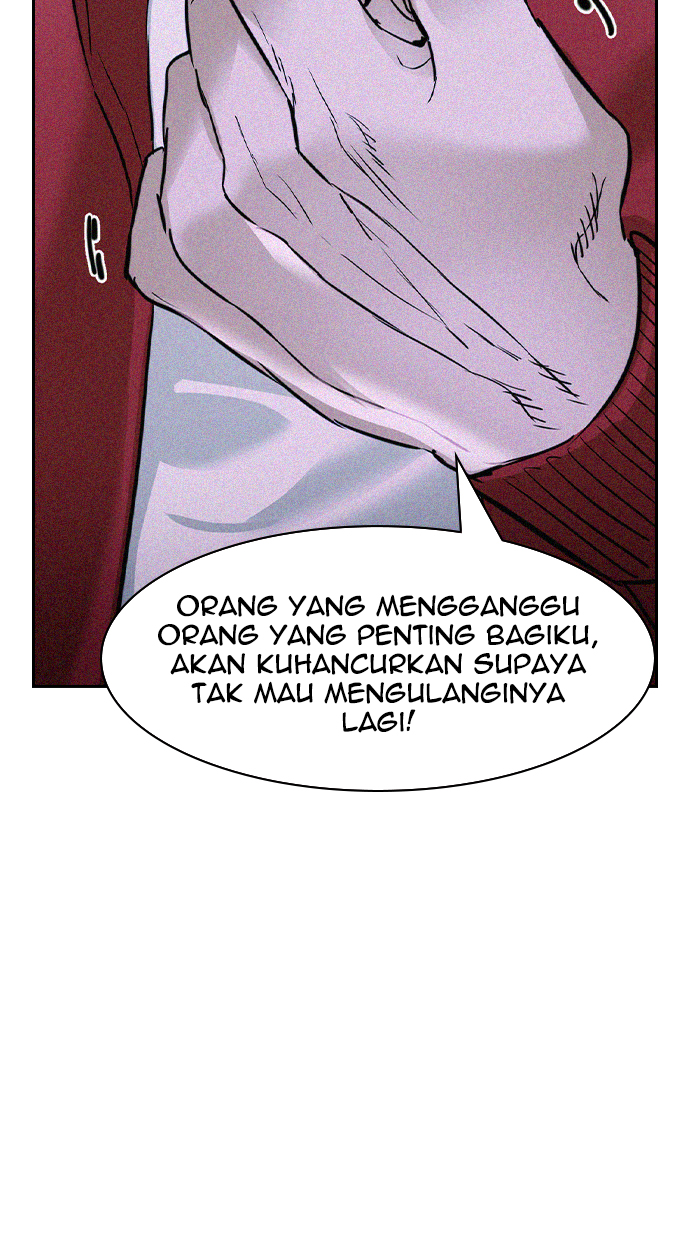 ORANG YANG MENGGANGGU
ORANG YANG PENTING BAGIKU,
AKAN KUHANCURKAN SUPAYA
TAK MAU MENGULANGINYA
LAGI!